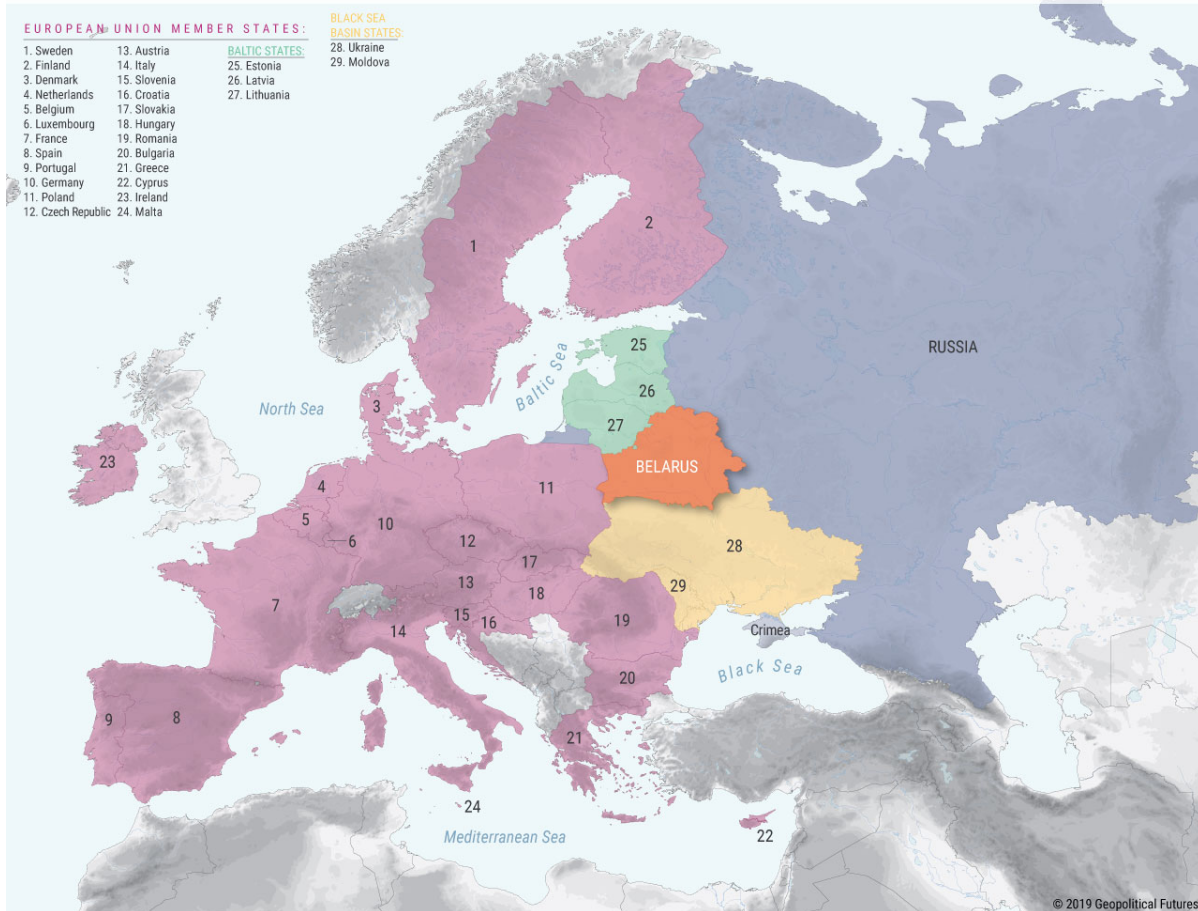 EUROPEAN UNION MEMBER STATES:
1. Sweden
2. Finland
3. Denmark
4. Netherlands
5. Belgium
6. Luxembourg
7. France
8. Spain
9. Portugal
10. Germany
11. Poland
12. Czech Republic
13. Austria
14. Italy
15. Slovenia
16. Croatia
17. Slovakia
18. Hungary
19. Romania
20. Bulgaria
21. Greece
22. Cyprus
23. Ireland
24. Malta
BALTIC STATES:
25. Estonia
26. Latvia
27. Lithuania
BLACK SEA
BASIN STATES:
28. Ukraine
29. Moldova
1
2
RUSSIA
25
Baltic Sea
26
North Sea
3
27
23
BELARUS
4
11
5
10
6
12
28
17
13
29
18
7
15
16
19
14
Crimea
Black Sea
20
9
8
21
24
Mediterranean Sea
22
© 2019 Geopolitical Futures